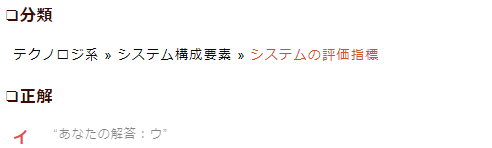 ❏分類
テクノロジ系 » システム構成要素 » システムの評価指標
❏正解
イ “あなたの解答：ウ”